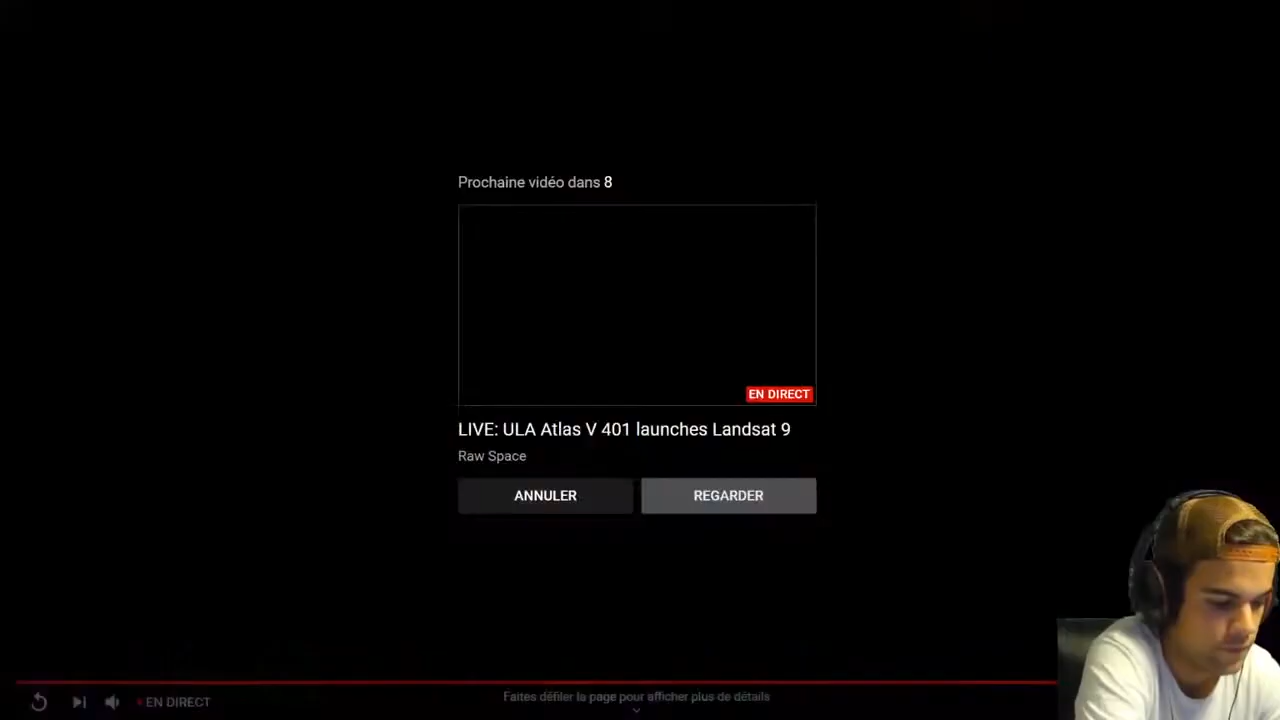 Prochaine vidéo dans 8
EN DIRECT
LIVE: ULA Atlas V 401 launches Landsat 9
Raw Space
ANNULER
REGARDER
EN DIRECT
Faites défiler la page pour afficher plus de détails